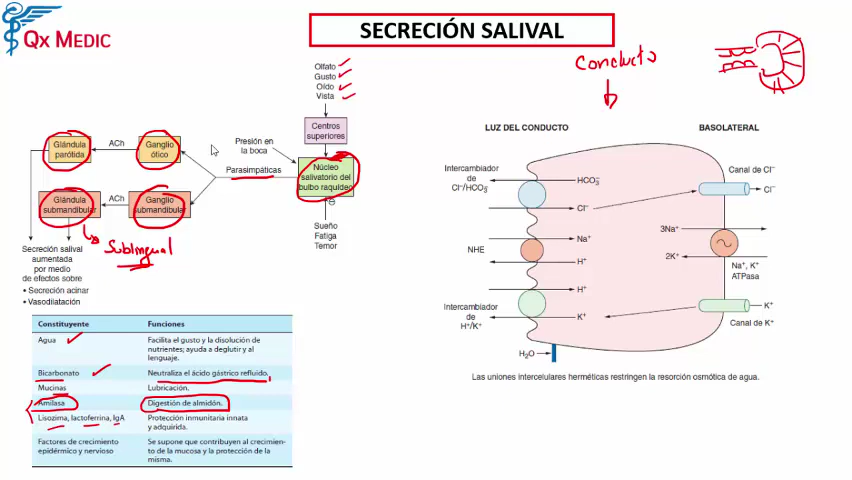 Qx MEDIC
SECRECIÓN SALIVAL
Olfato
Gusto
Oído
Vista
Centros
superiores
Presión en
la boca
Parasimpáticas
Núcleo
salivatorio del
bulbo raquídeo
Sueño
Fatiga
Temor
Glándula
parótida
ACh
Ganglio
ótico
Glándula
submandibular
ACh
Ganglio
submandibular
Sublingual
Secreción salival
aumentada
por medio
de efectos sobre
• Secreción acinar
• Vasodilatación
Constituyente Funciones
Agua Facilita el gusto y la disolución de
nutrientes; ayuda a deglutir y al
lenguaje.
Bicarbonato Neutraliza el ácido gástrico refluido.
Mucinas Lubricación.
Amilasa Digestión de almidón.
Lisozima, lactoferrina, IgA Protección inmunitaria innata
y adquirida.
Factores de crecimiento Se supone que contribuyen al crecimien-
epidérmico y nervioso to de la mucosa y la protección de la
misma.
Conducto
LUZ DEL CONDUCTO BASOLATERAL
Intercambiador
de
Cl⁻/HCO₃⁻
HCO₃⁻
Cl⁻
Canal de Cl⁻
Cl⁻
NHE
Na⁺
H⁺
3Na⁺
2K⁺
Na⁺, K⁺
ATPasa
Intercambiador
de
H⁺/K⁺
H⁺
K⁺
K⁺
Canal de K⁺
H₂O
Las uniones intercelulares herméticas restringen la resorción osmótica de agua.